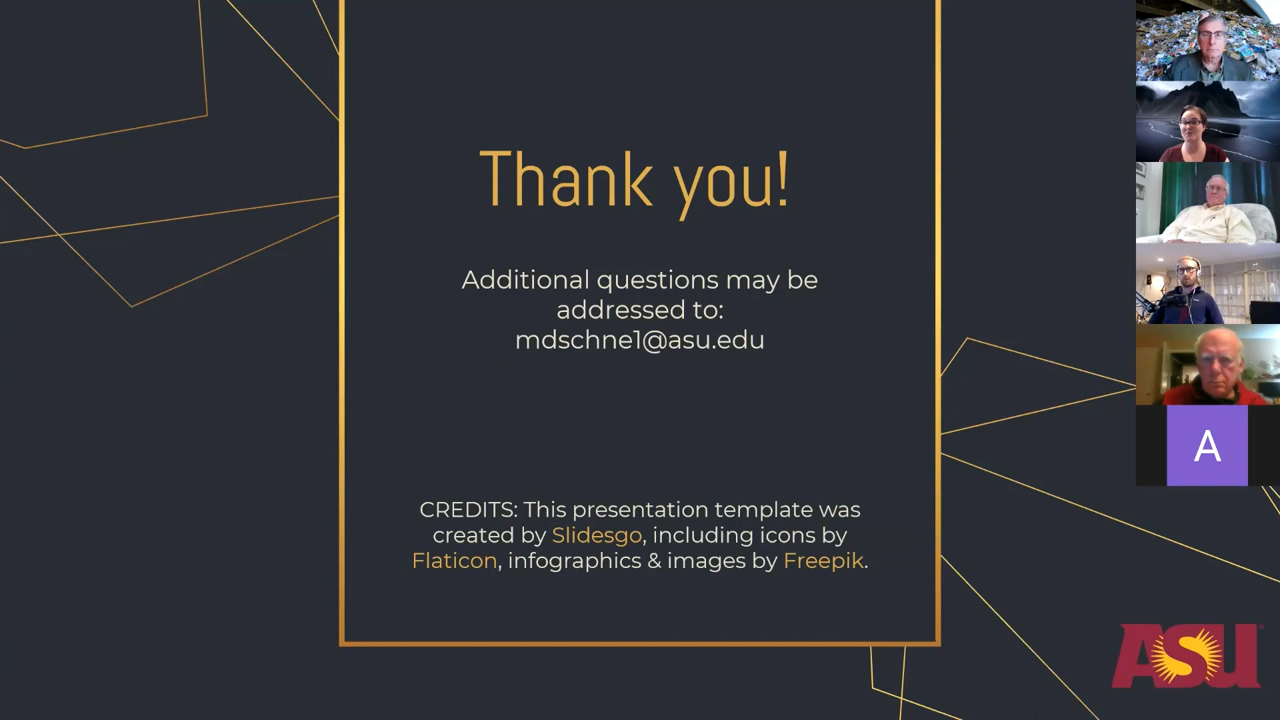 Thank you!
Additional questions may be
addressed to:
mdschne1@asu.edu
CREDITS: This presentation template was
created by Slidesgo, including icons by
Flaticon, infographics & images by Freepik.
A
ASU